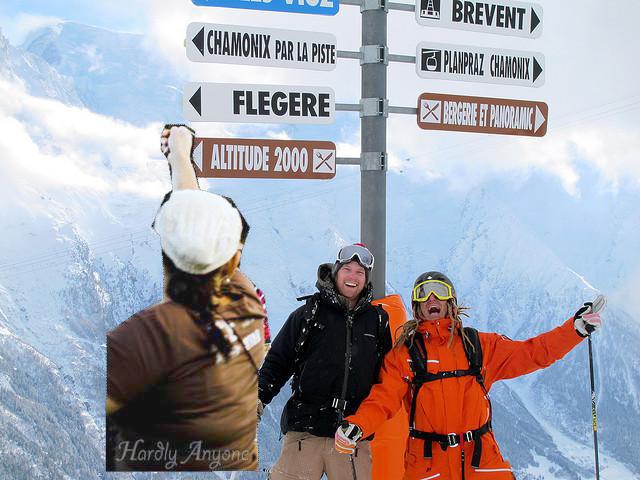 BREVENT
CHAMONIX PAR LA PISTE
PLANPRAZ CHAMONIX
FLEGERE
BERGERIE ET PANORAMIC
ALTITUDE 2000
Hardly Anyone